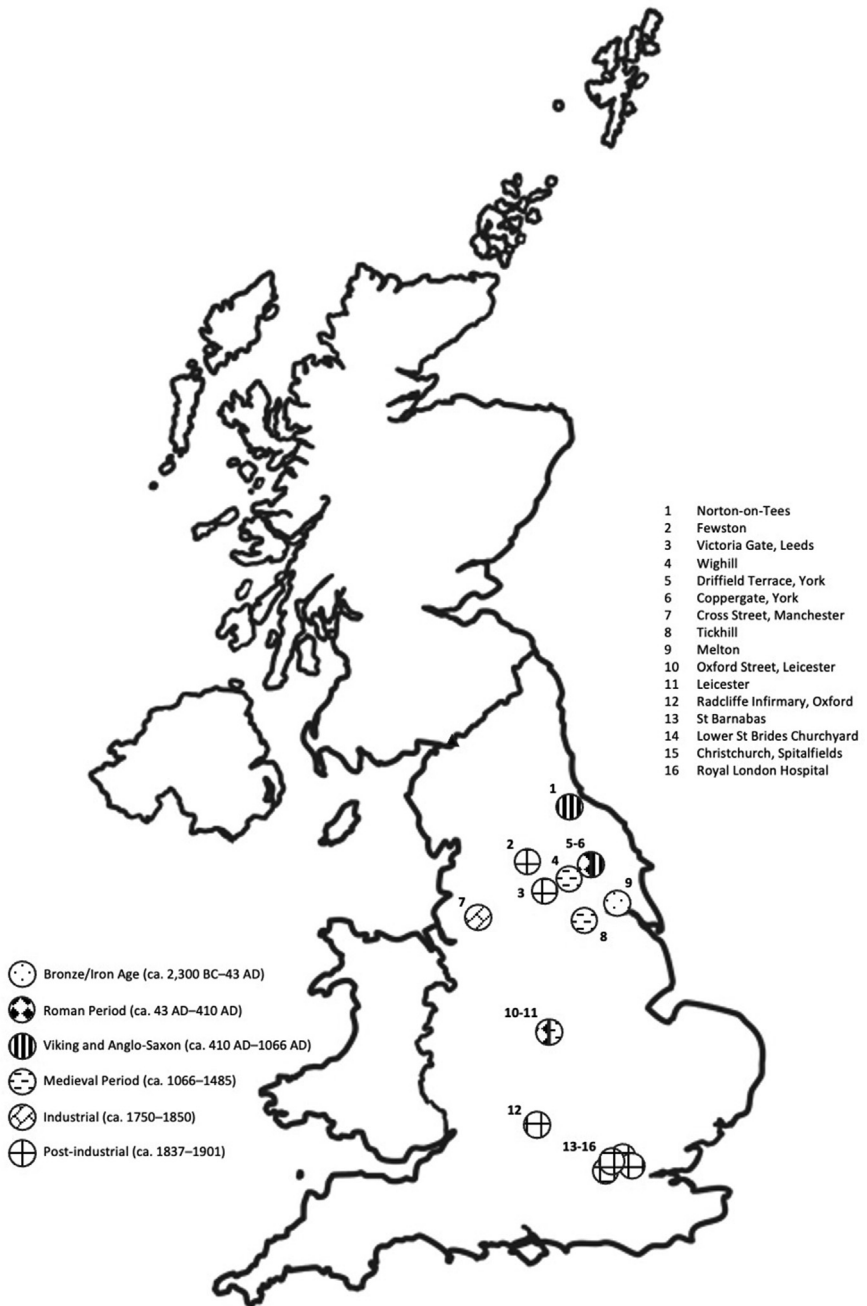 1 Norton-on-Tees
2 Fewston
3 Victoria Gate, Leeds
4 Wighill
5 Driffield Terrace, York
6 Coppergate, York
7 Cross Street, Manchester
8 Tickhill
9 Melton
10 Oxford Street, Leicester
11 Leicester
12 Radcliffe Infirmary, Oxford
13 St Barnabas
14 Lower St Brides Churchyard
15 Christchurch, Spitalfields
16 Royal London Hospital
1
2
5-6
4
3
9
7
8
10-11
12
13-16
Bronze/Iron Age (ca. 2,300 BC–43 AD)
Roman Period (ca. 43 AD–410 AD)
Viking and Anglo-Saxon (ca. 410 AD–1066 AD)
Medieval Period (ca. 1066–1485)
Industrial (ca. 1750–1850)
Post-industrial (ca. 1837–1901)